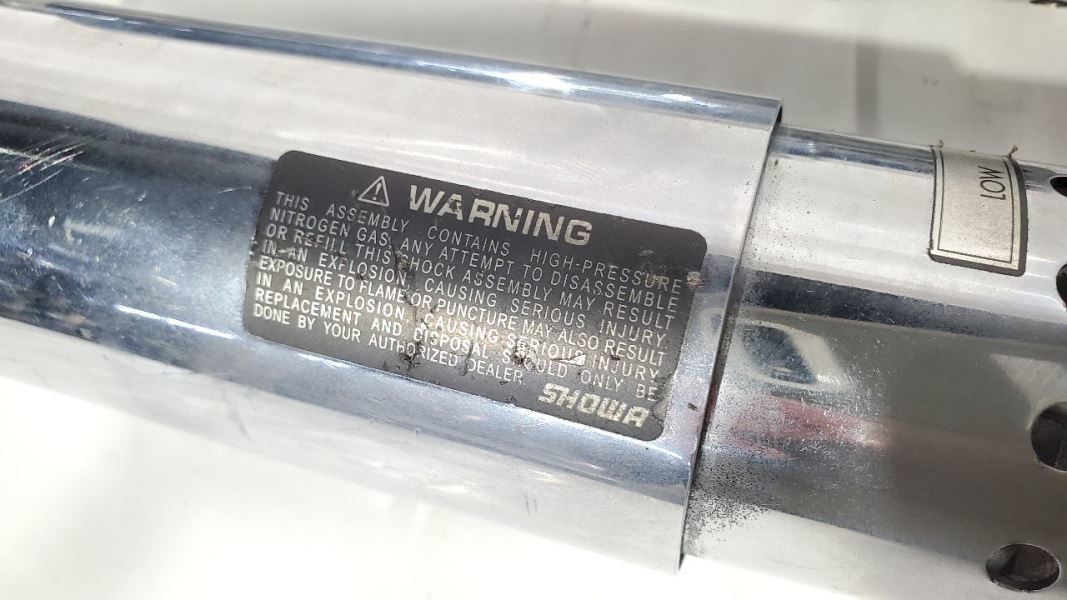 WARNING
THIS ASSEMBLY CONTAINS HIGH-PRESSURE
NITROGEN GAS. ANY ATTEMPT TO DISASSEMBLE
OR REFILL THIS SHOCK ASSEMBLY MAY RESULT
IN AN EXPLOSION CAUSING SERIOUS INJURY.
EXPOSURE TO FLAME OR PUNCTURE MAY ALSO RESULT
IN AN EXPLOSION, CAUSING SERIOUS INJURY.
REPLACEMENT AND DISPOSAL SHOULD ONLY BE
DONE BY YOUR AUTHORIZED DEALER.
SHOWA
LOW